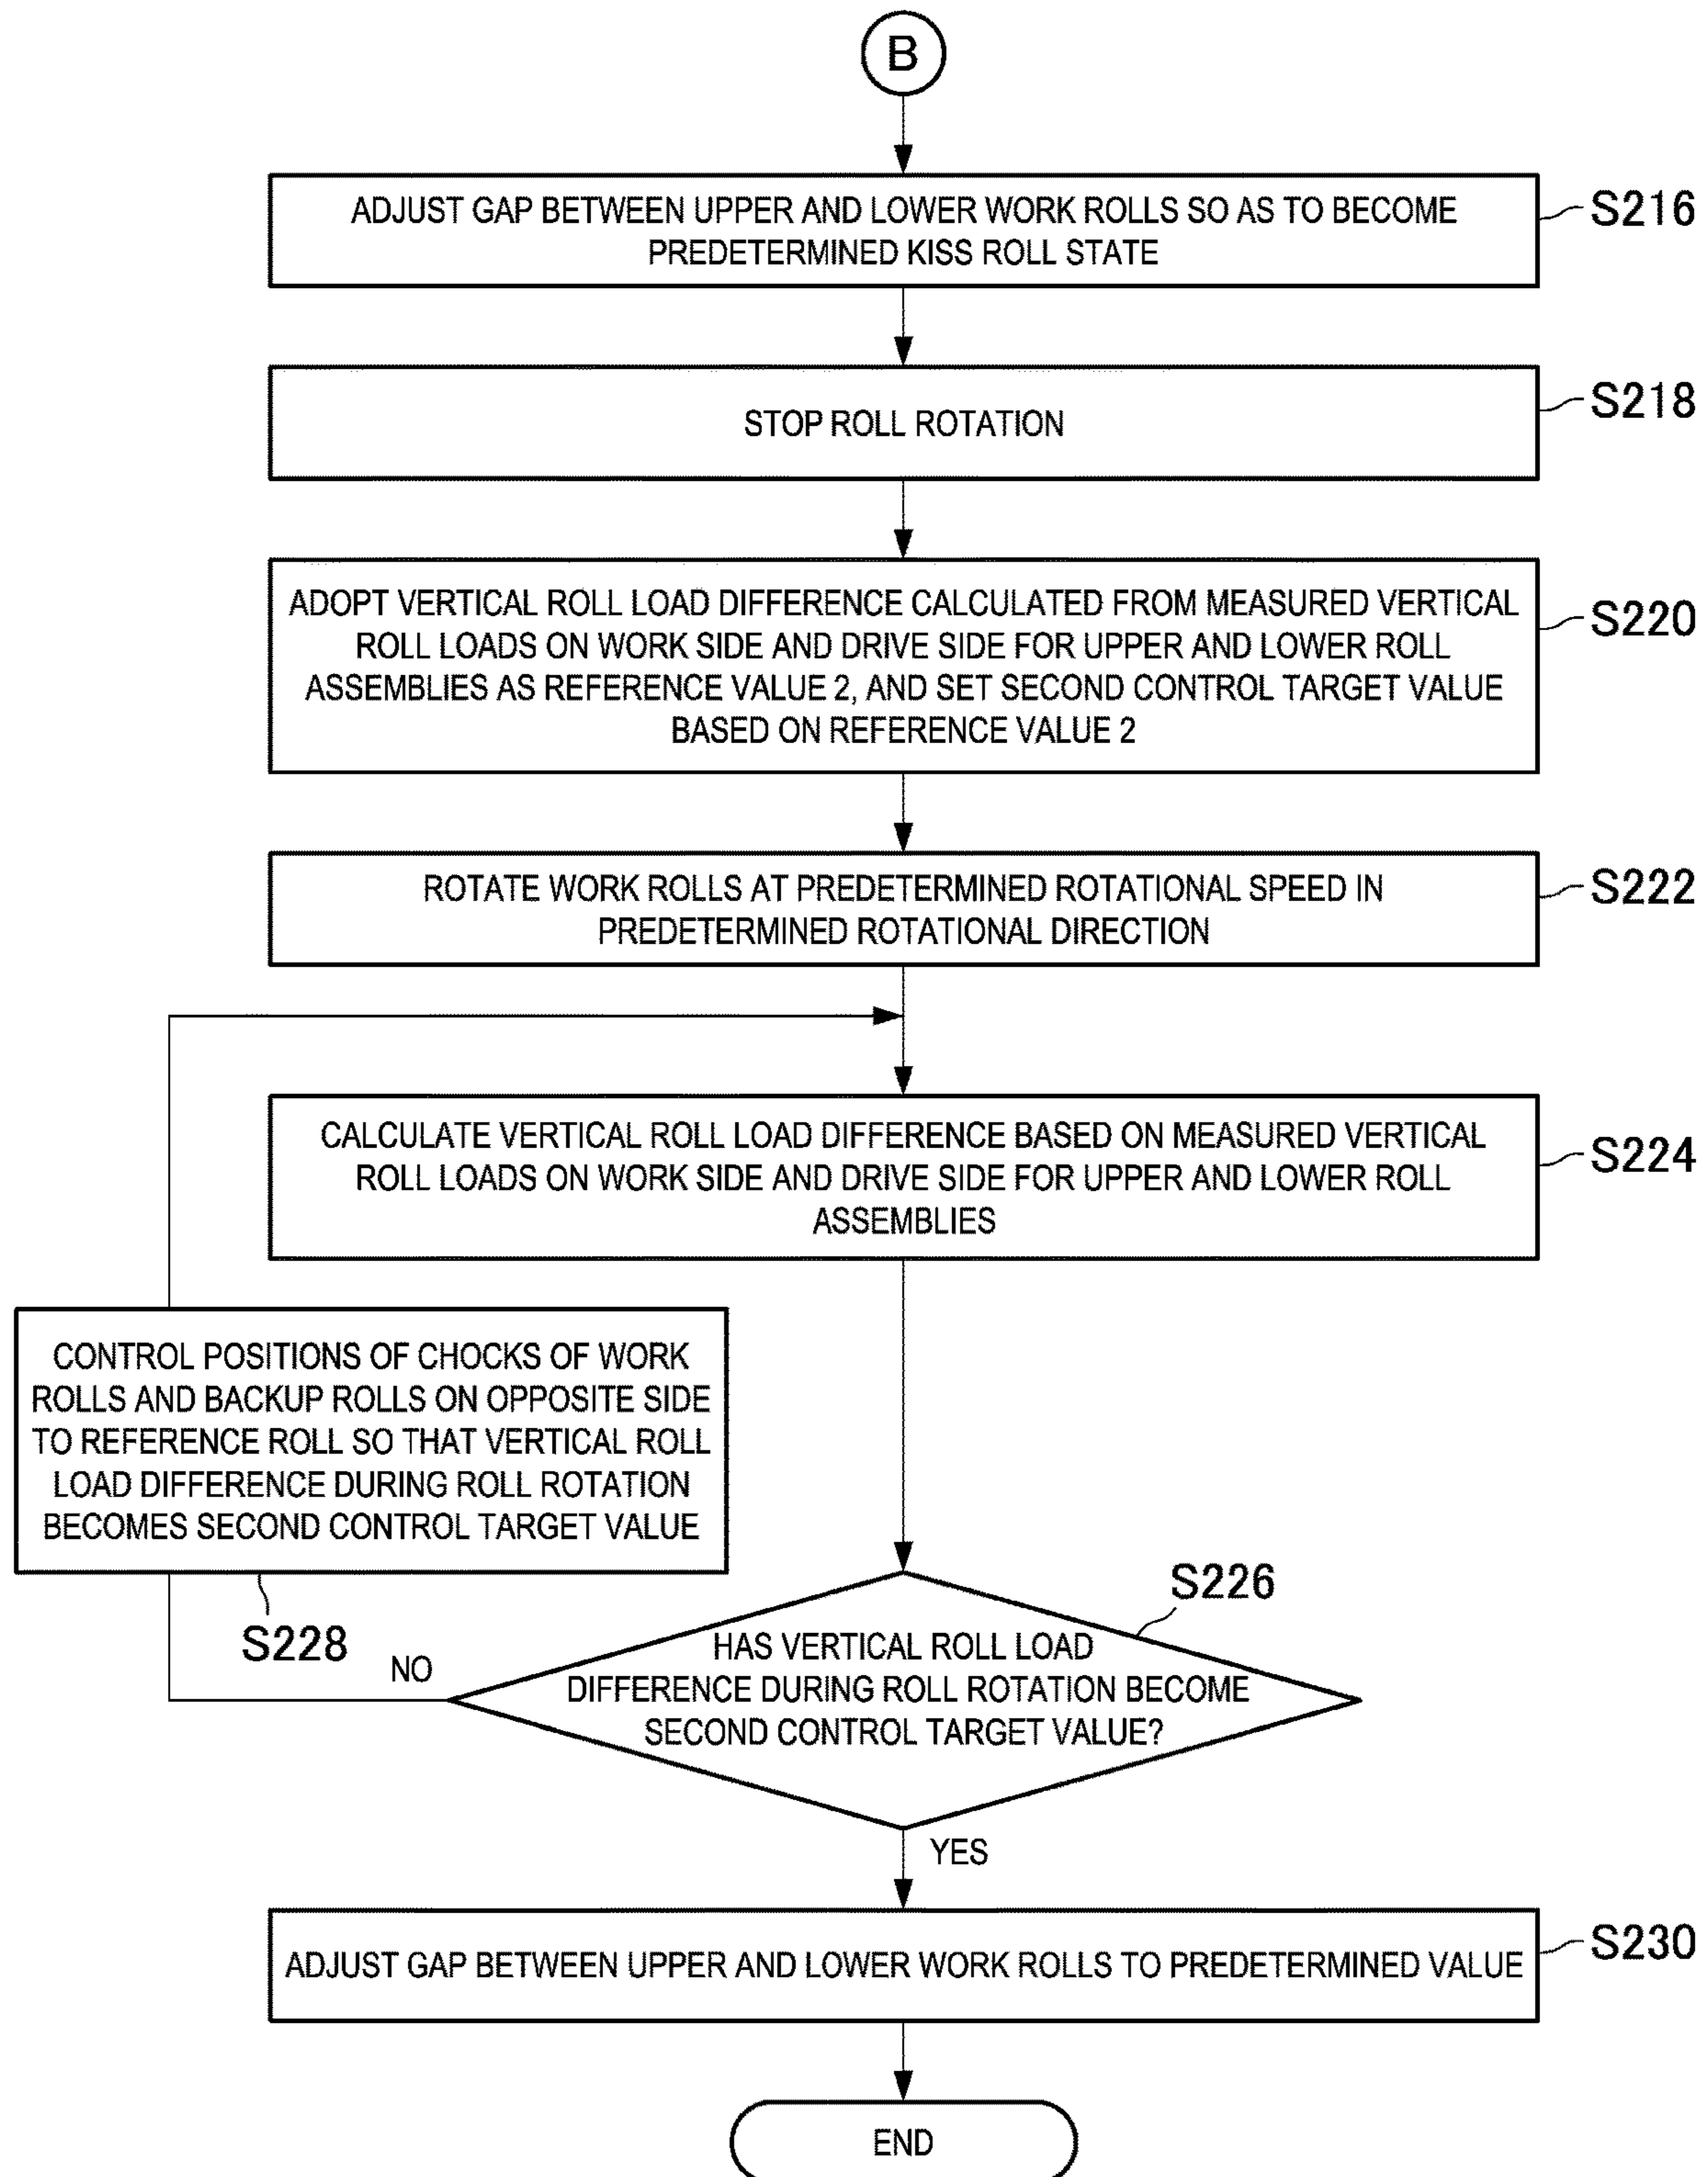 B
ADJUST GAP BETWEEN UPPER AND LOWER WORK ROLLS SO AS TO BECOME
PREDETERMINED KISS ROLL STATE
S216
STOP ROLL ROTATION
S218
ADOPT VERTICAL ROLL LOAD DIFFERENCE CALCULATED FROM MEASURED VERTICAL
ROLL LOADS ON WORK SIDE AND DRIVE SIDE FOR UPPER AND LOWER ROLL
ASSEMBLIES AS REFERENCE VALUE 2, AND SET SECOND CONTROL TARGET VALUE
BASED ON REFERENCE VALUE 2
S220
ROTATE WORK ROLLS AT PREDETERMINED ROTATIONAL SPEED IN
PREDETERMINED ROTATIONAL DIRECTION
S222
CALCULATE VERTICAL ROLL LOAD DIFFERENCE BASED ON MEASURED VERTICAL
ROLL LOADS ON WORK SIDE AND DRIVE SIDE FOR UPPER AND LOWER ROLL
ASSEMBLIES
S224
CONTROL POSITIONS OF CHOCKS OF WORK
ROLLS AND BACKUP ROLLS ON OPPOSITE SIDE
TO REFERENCE ROLL SO THAT VERTICAL ROLL
LOAD DIFFERENCE DURING ROLL ROTATION
BECOMES SECOND CONTROL TARGET VALUE
S228
NO
S226
HAS VERTICAL ROLL LOAD
DIFFERENCE DURING ROLL ROTATION BECOME
SECOND CONTROL TARGET VALUE?
YES
ADJUST GAP BETWEEN UPPER AND LOWER WORK ROLLS TO PREDETERMINED VALUE
S230
END